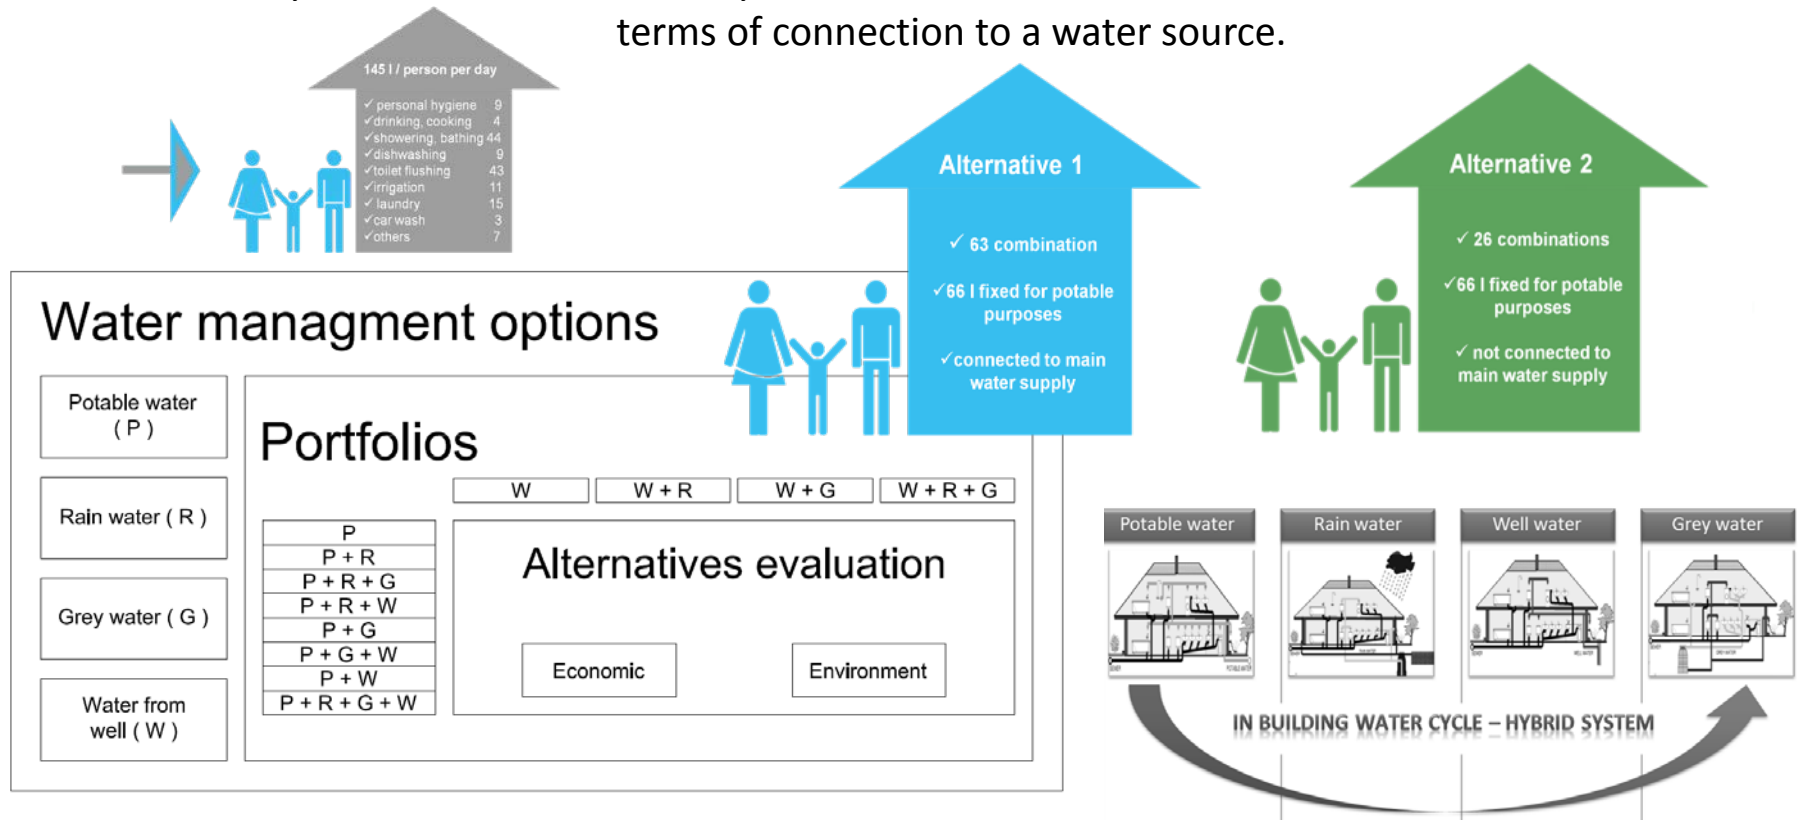 terms of connection to a water source.
145 l / person per day
✓ personal hygiene 9
✓drinking, cooking 4
✓showering, bathing 44
✓dishwashing 9
✓toilet flushing 43
✓irrigation 11
✓ laundry 15
✓car wash 3
✓others 7
Alternative 1
✓ 63 combination
✓66 l fixed for potable
purposes
✓connected to main
water supply
Alternative 2
✓ 26 combinations
✓66 l fixed for potable
purposes
✓ not connected to
main water supply
Water managment options
Potable water
( P )
Rain water ( R )
Grey water ( G )
Water from
well ( W )
Portfolios
W
W + R
W + G
W + R + G
P
P + R
P + R + G
P + R + W
P + G
P + G + W
P + W
P + R + G + W
Alternatives evaluation
Economic
Environment
Potable water
Rain water
Well water
Grey water
IN BUILDING WATER CYCLE – HYBRID SYSTEM